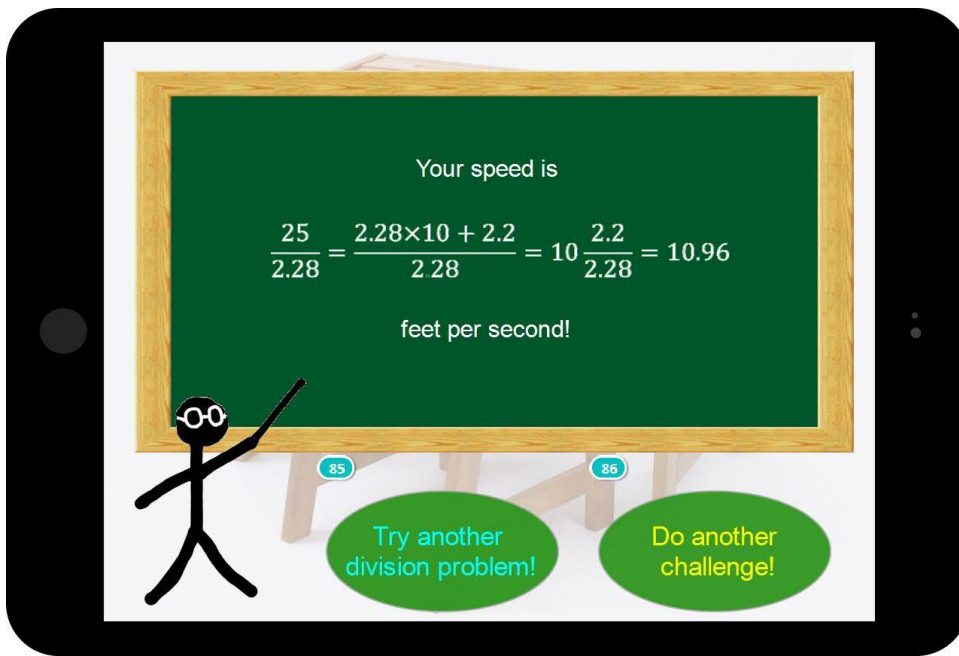 Your speed is
25/2.28 = (2.28×10 + 2.2)/2.28 = 10 2.2/2.28 = 10.96
feet per second!
85
86
Try another
division problem!
Do another
challenge!